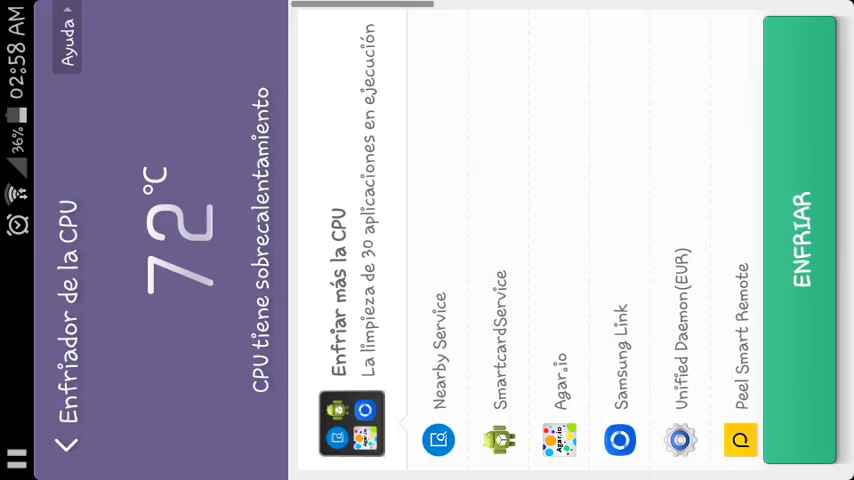 36% 02:58 AM
Enfriador de la CPU
Ayuda
72°C
CPU tiene sobrecalentamiento
Enfriar más la CPU
La limpieza de 30 aplicaciones en ejecución
Nearby Service
SmartcardService
Agar.io
Agar.io
Samsung Link
Unified Daemon(EUR)
Peel Smart Remote
ENFRIAR